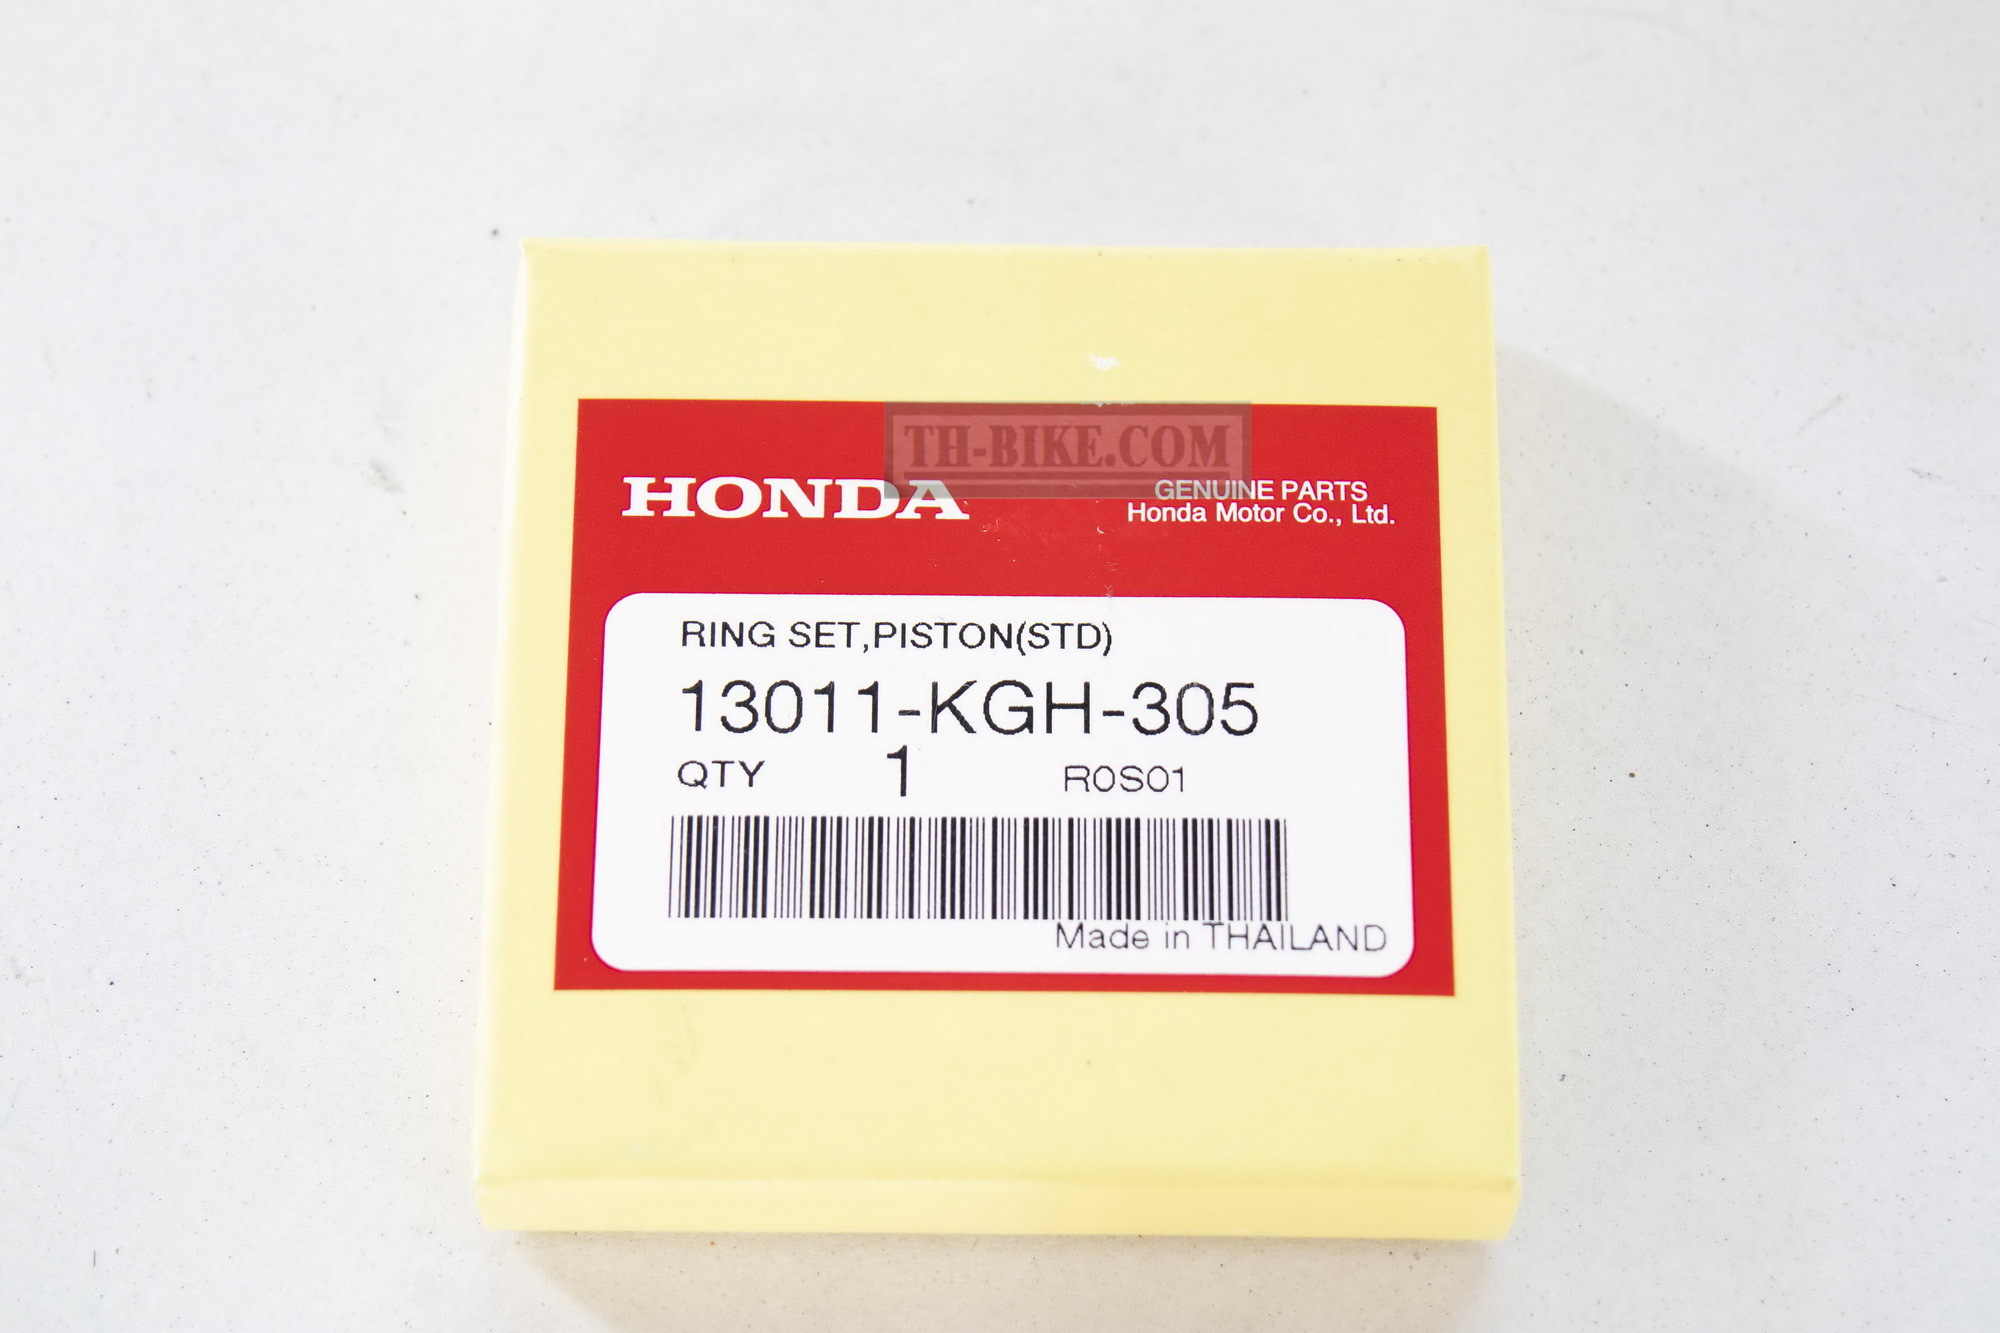 TH-BIKE.COM
HONDA
GENUINE PARTS
Honda Motor Co., Ltd.
RING SET,PISTON(STD)
13011-KGH-305
QTY 1 R0S01
Made in THAILAND